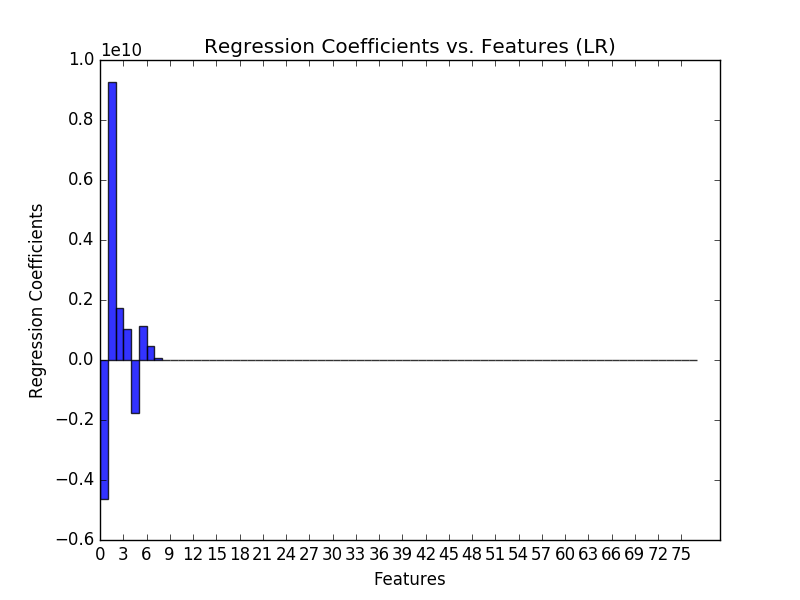 Regression Coefficients vs. Features (LR)
1e10
1.0
0.8
0.6
0.4
0.2
0.0
−0.2
−0.4
−0.6
Regression Coefficients
0 3 6 9 12 15 18 21 24 27 30 33 36 39 42 45 48 51 54 57 60 63 66 69 72 75
Features